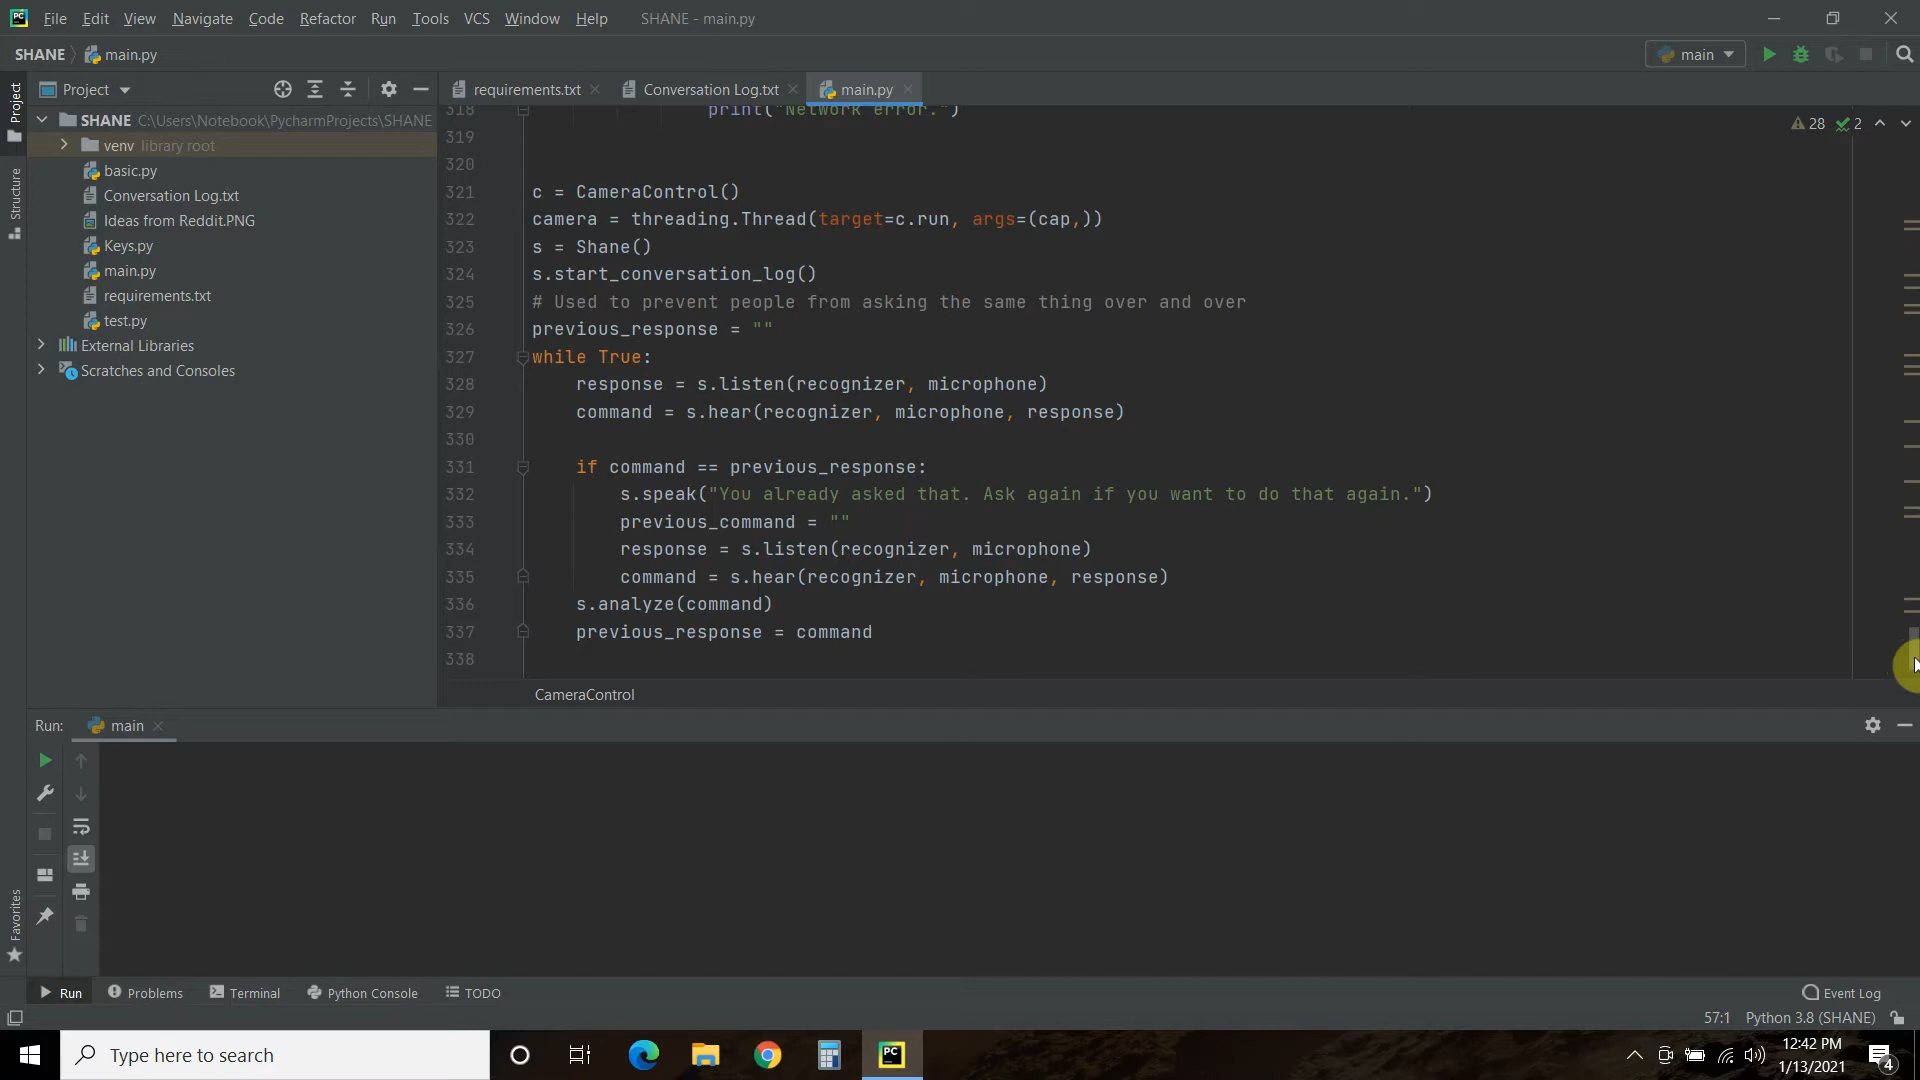 File Edit View Navigate Code Refactor Run Tools VCS Window Help SHANE - main.py
SHANE main.py main
Project requirements.txt Conversation Log.txt main.py
Project
Structure
Favorites
SHANE C:\Users\Notebook\PycharmProjects\SHANE
venv library root
basic.py
Conversation Log.txt
Ideas from Reddit.PNG
Keys.py
main.py
requirements.txt
test.py
External Libraries
Scratches and Consoles
28 2
318 print("Network error.")
319
320
321 c = CameraControl()
322 camera = threading.Thread(target=c.run, args=(cap,))
323 s = Shane()
324 s.start_conversation_log()
325 # Used to prevent people from asking the same thing over and over
326 previous_response = ""
327 while True:
328 response = s.listen(recognizer, microphone)
329 command = s.hear(recognizer, microphone, response)
330
331 if command == previous_response:
332 s.speak("You already asked that. Ask again if you want to do that again.")
333 previous_command = ""
334 response = s.listen(recognizer, microphone)
335 command = s.hear(recognizer, microphone, response)
336 s.analyze(command)
337 previous_response = command
338
CameraControl
Run: main
Run Problems Terminal Python Console TODO Event Log
57:1 Python 3.8 (SHANE)
Type here to search
PC
12:42 PM
1/13/2021
4